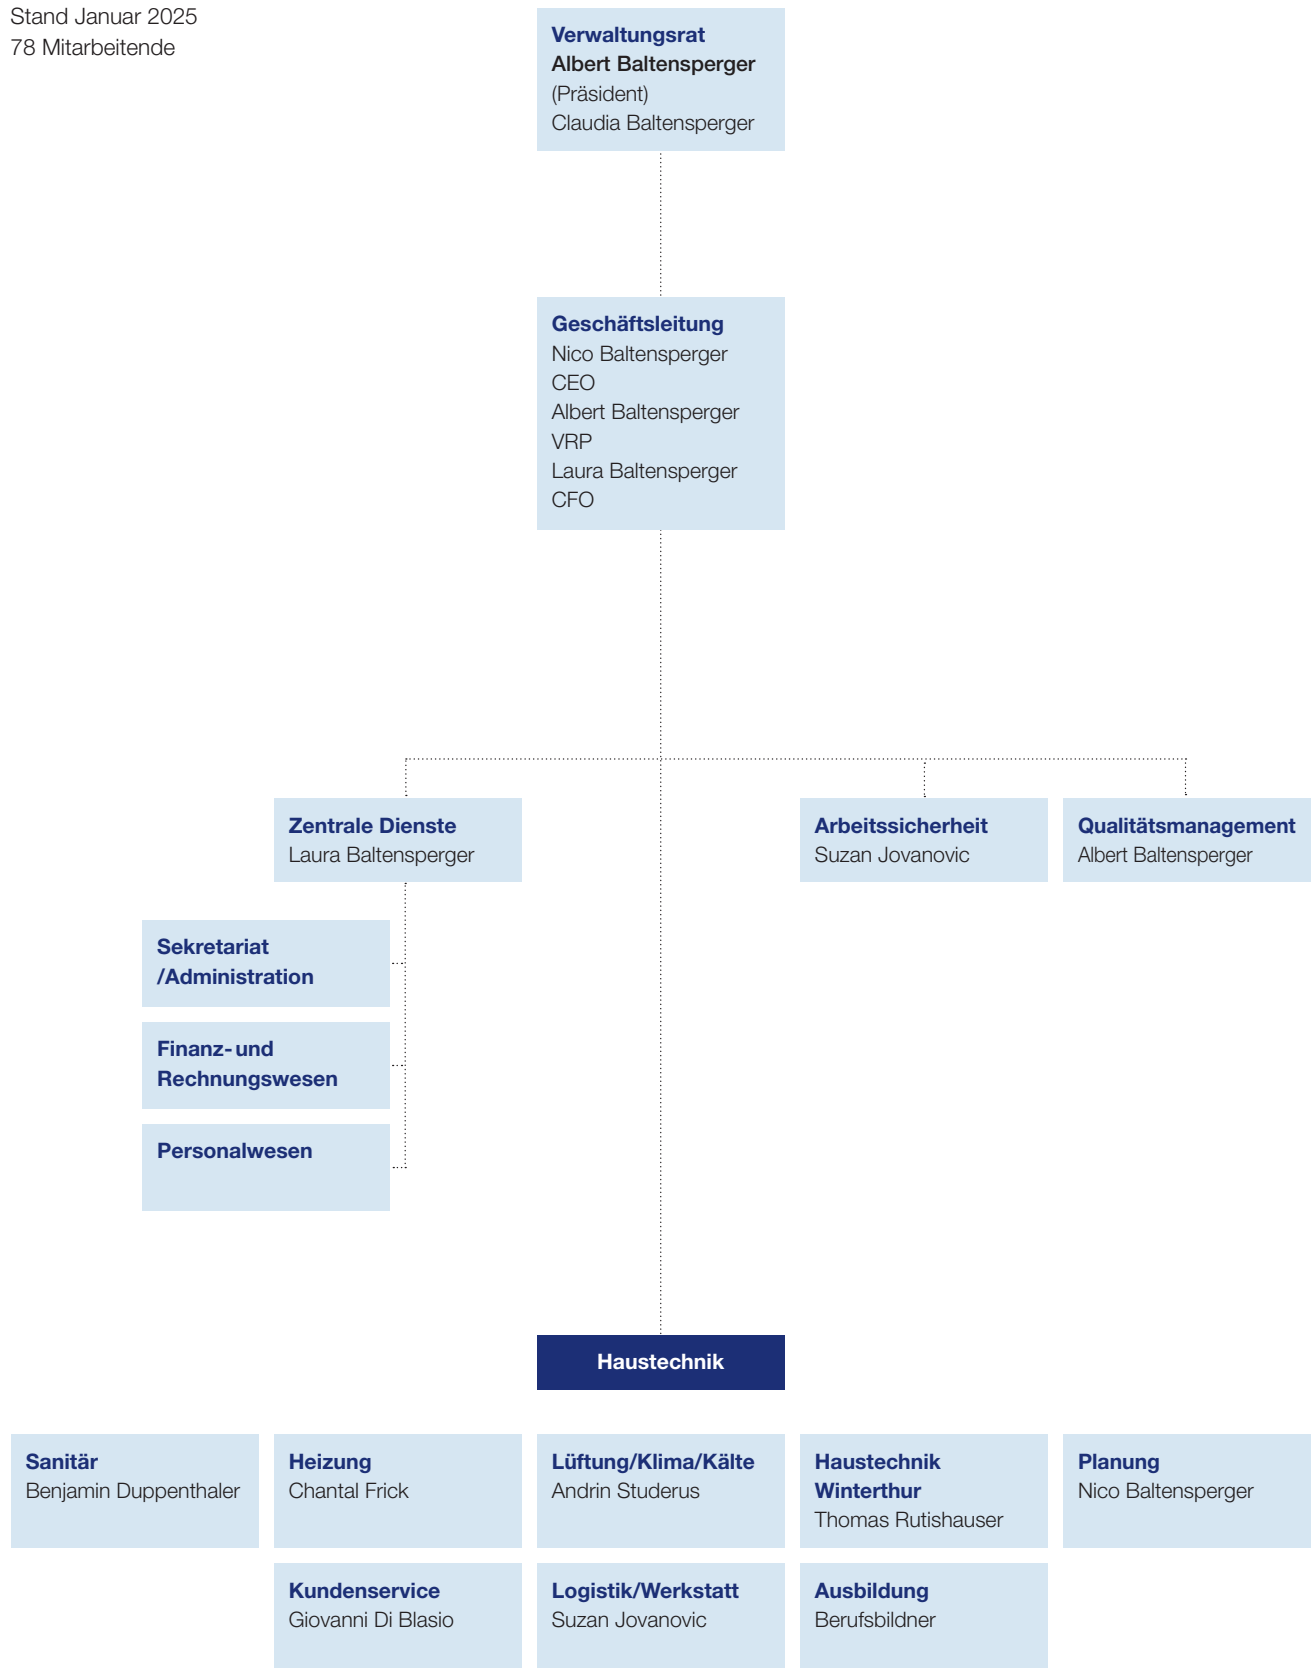 Stand Januar 2025
78 Mitarbeitende
Verwaltungsrat
Albert Baltensperger
(Präsident)
Claudia Baltensperger
Geschäftsleitung
Nico Baltensperger
CEO
Albert Baltensperger
VRP
Laura Baltensperger
CFO
Zentrale Dienste
Laura Baltensperger
Arbeitssicherheit
Suzan Jovanovic
Qualitätsmanagement
Albert Baltensperger
Sekretariat
/Administration
Finanz- und
Rechnungswesen
Personalwesen
Haustechnik
Sanitär
Benjamin Duppenthaler
Heizung
Chantal Frick
Lüftung/Klima/Kälte
Andrin Studerus
Haustechnik
Winterthur
Thomas Rutishauser
Planung
Nico Baltensperger
Kundenservice
Giovanni Di Blasio
Logistik/Werkstatt
Suzan Jovanovic
Ausbildung
Berufsbildner